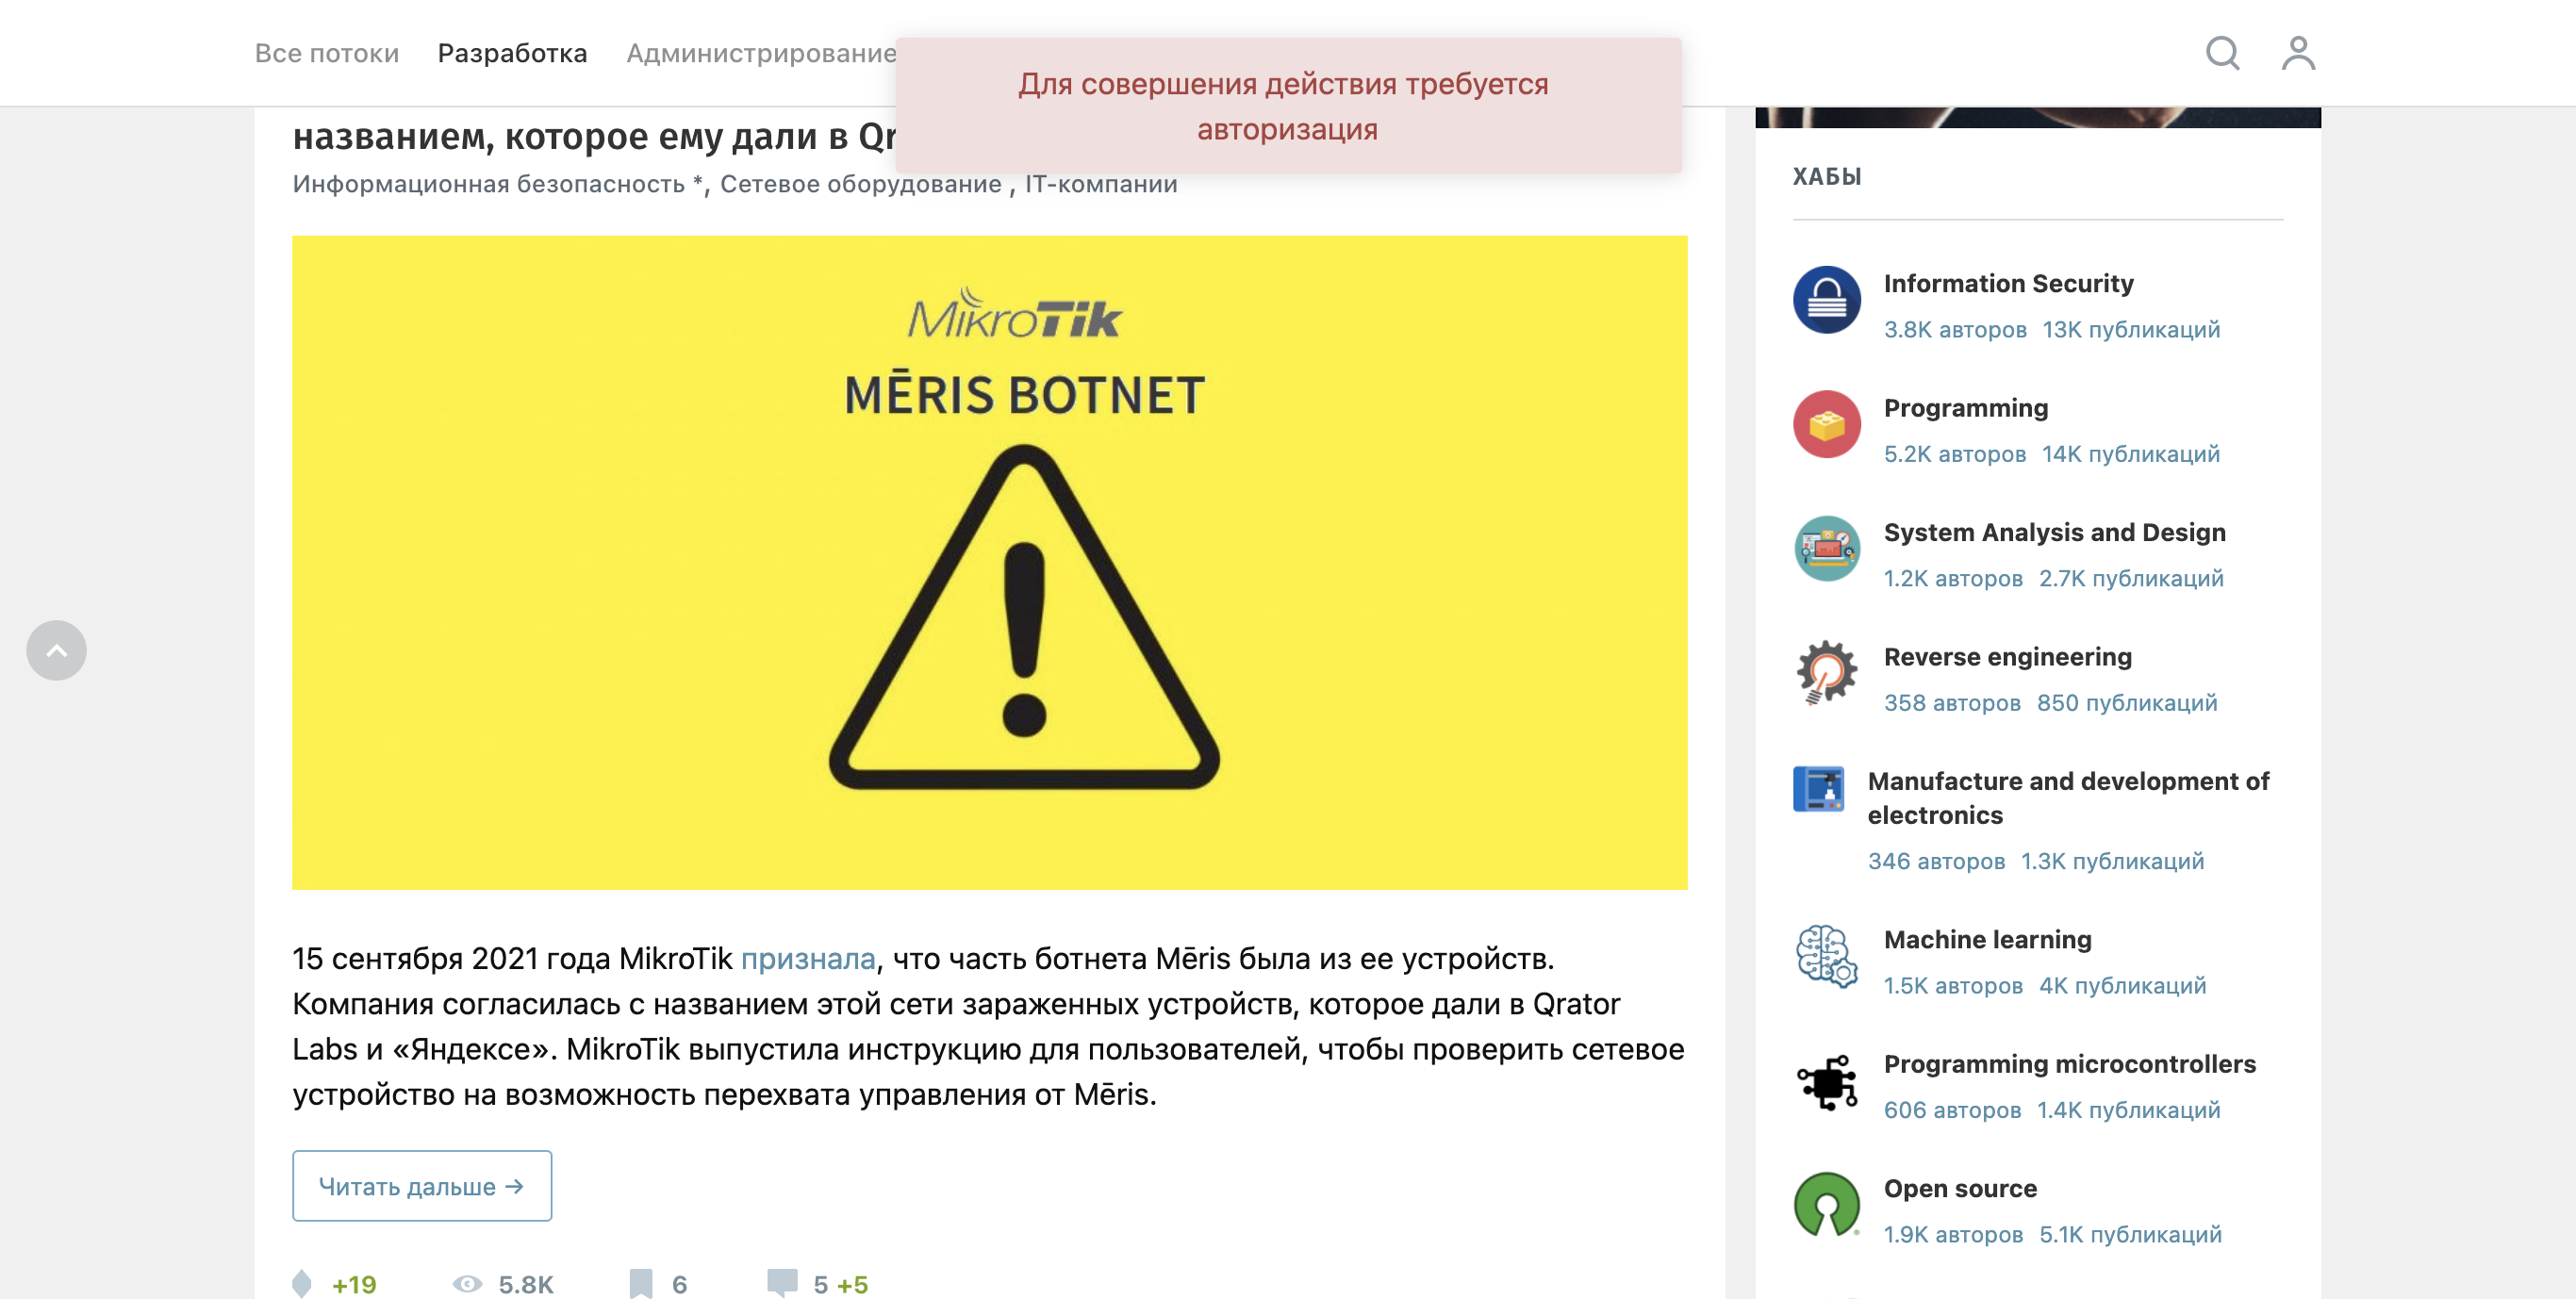 Все потоки Разработка Администрирование
Для совершения действия требуется
авторизация
названием, которое ему дали в
Информационная безопасность *, Сетевое оборудование , IT-компании
MikroTik
MĒRIS BOTNET
15 сентября 2021 года MikroTik признала, что часть ботнета Mēris была из ее устройств.
Компания согласилась с названием этой сети зараженных устройств, которое дали в Qrator
Labs и «Яндексе». MikroTik выпустила инструкцию для пользователей, чтобы проверить сетевое
устройство на возможность перехвата управления от Mēris.
Читать дальше →
+19 5.8K 6 5 +5
ХАБЫ
Information Security
3.8K авторов 13K публикаций
Programming
5.2K авторов 14K публикаций
System Analysis and Design
1.2K авторов 2.7K публикаций
Reverse engineering
358 авторов 850 публикаций
Manufacture and development of
electronics
346 авторов 1.3K публикаций
Machine learning
1.5K авторов 4K публикаций
Programming microcontrollers
606 авторов 1.4K публикаций
Open source
1.9K авторов 5.1K публикаций